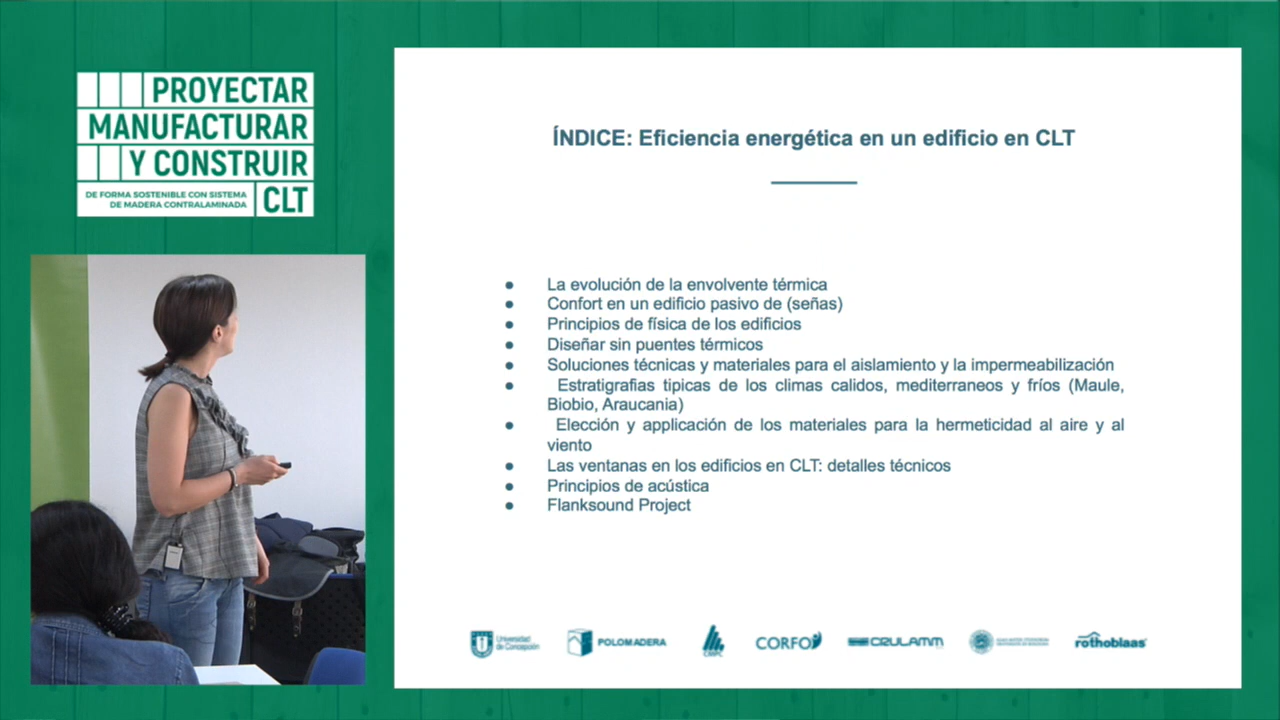 PROYECTAR
MANUFACTURAR
Y CONSTRUIR
DE FORMA SOSTENIBLE CON SISTEMA
DE MADERA CONTRALAMINADA
CLT
ÍNDICE: Eficiencia energética en un edificio en CLT
● La evolución de la envolvente térmica
● Confort en un edificio pasivo de (señas)
● Principios de física de los edificios
● Diseñar sin puentes térmicos
● Soluciones técnicas y materiales para el aislamiento y la impermeabilización
● Estratigrafias tipicas de los climas calidos, mediterraneos y fríos (Maule,
Biobio, Araucania)
● Elección y applicación de los materiales para la hermeticidad al aire y al
viento
● Las ventanas en los edificios en CLT: detalles técnicos
● Principios de acústica
● Flanksound Project
Universidad
de Concepción
POLOMADERA
CORFO
CRULAMM
rothoblaas